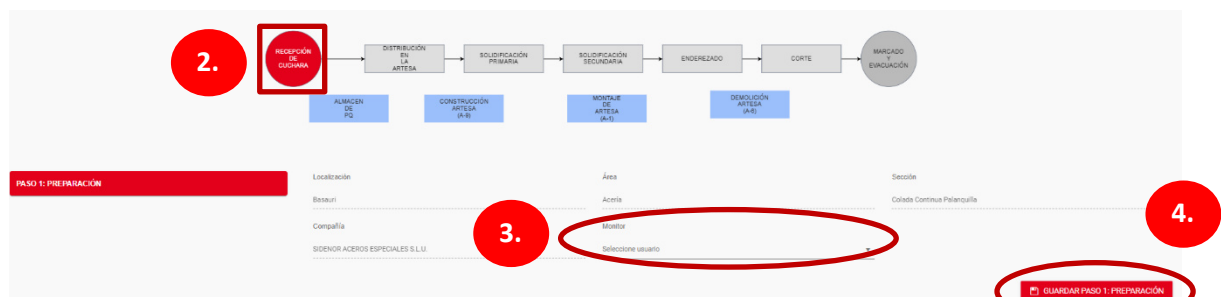 2.
RECEPCIÓN
DE
CUCHARA
DISTRIBUCIÓN
EN
LA
ARTESA
SOLIDIFICACIÓN
PRIMARIA
SOLIDIFICACIÓN
SECUNDARIA
ENDEREZADO
CORTE
MARCADO
Y
EVACUACIÓN
ALMACEN
DE
PQ
CONSTRUCCIÓN
ARTESA
(A-9)
MONTAJE
DE
ARTESA
(A-1)
DEMOLICIÓN
ARTESA
(A-6)
PASO 1: PREPARACIÓN
Localización
Área
Sección
Basauri
Acería
Colada Continua Palanquilla
4.
Compañía
3.
Monitor
SIDENOR ACEROS ESPECIALES S.L.U.
Seleccione usuario
GUARDAR PASO 1: PREPARACIÓN